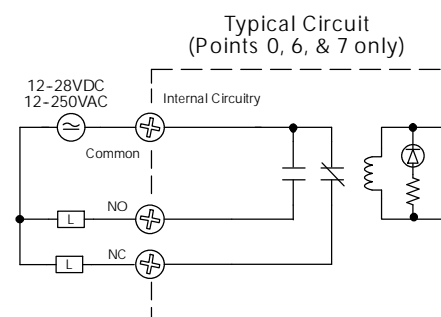 Typical Circuit
(Points 0, 6, & 7 only)
12-28VDC
12-250VAC
Internal Circuitry
Common
NO
L
NC
L